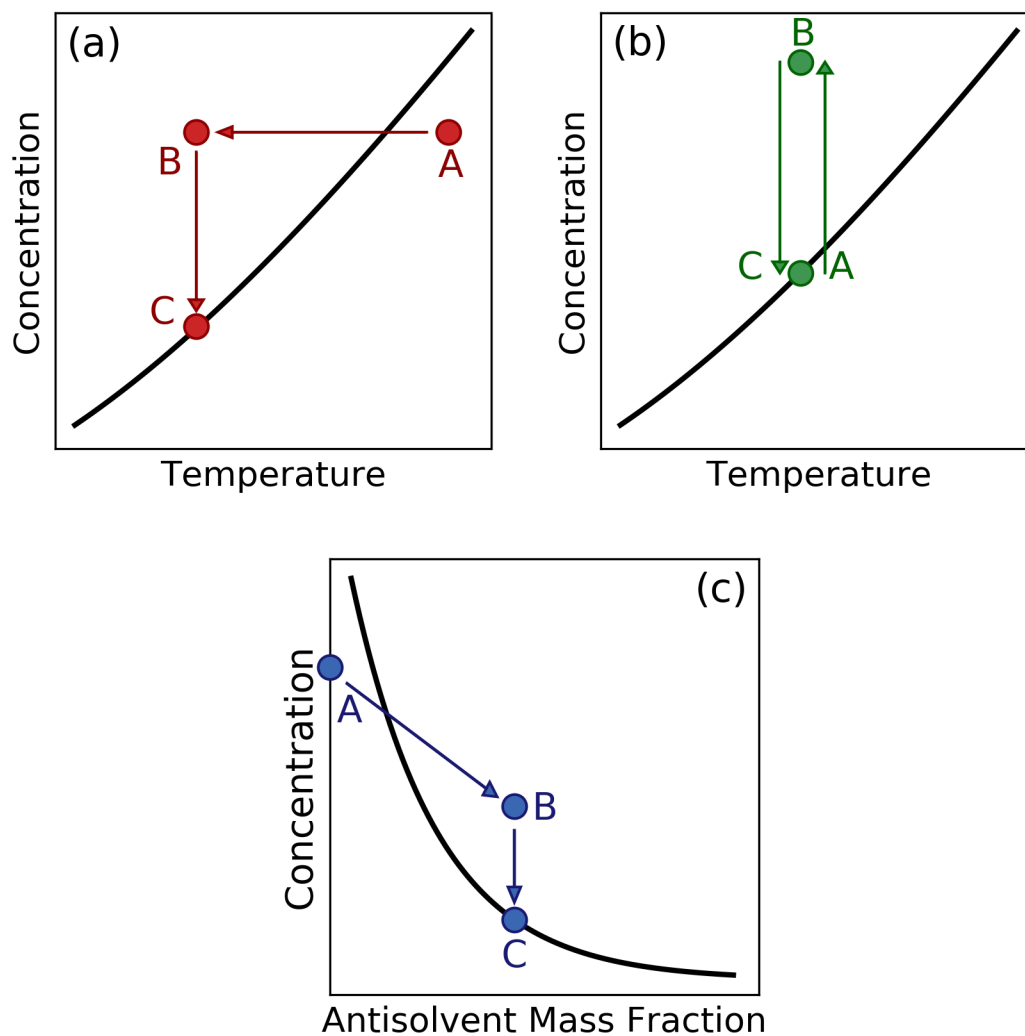 (a)
B
A
C
Concentration
Temperature
(b)
B
C
A
Concentration
Temperature
(c)
A
B
C
Concentration
Antisolvent Mass Fraction